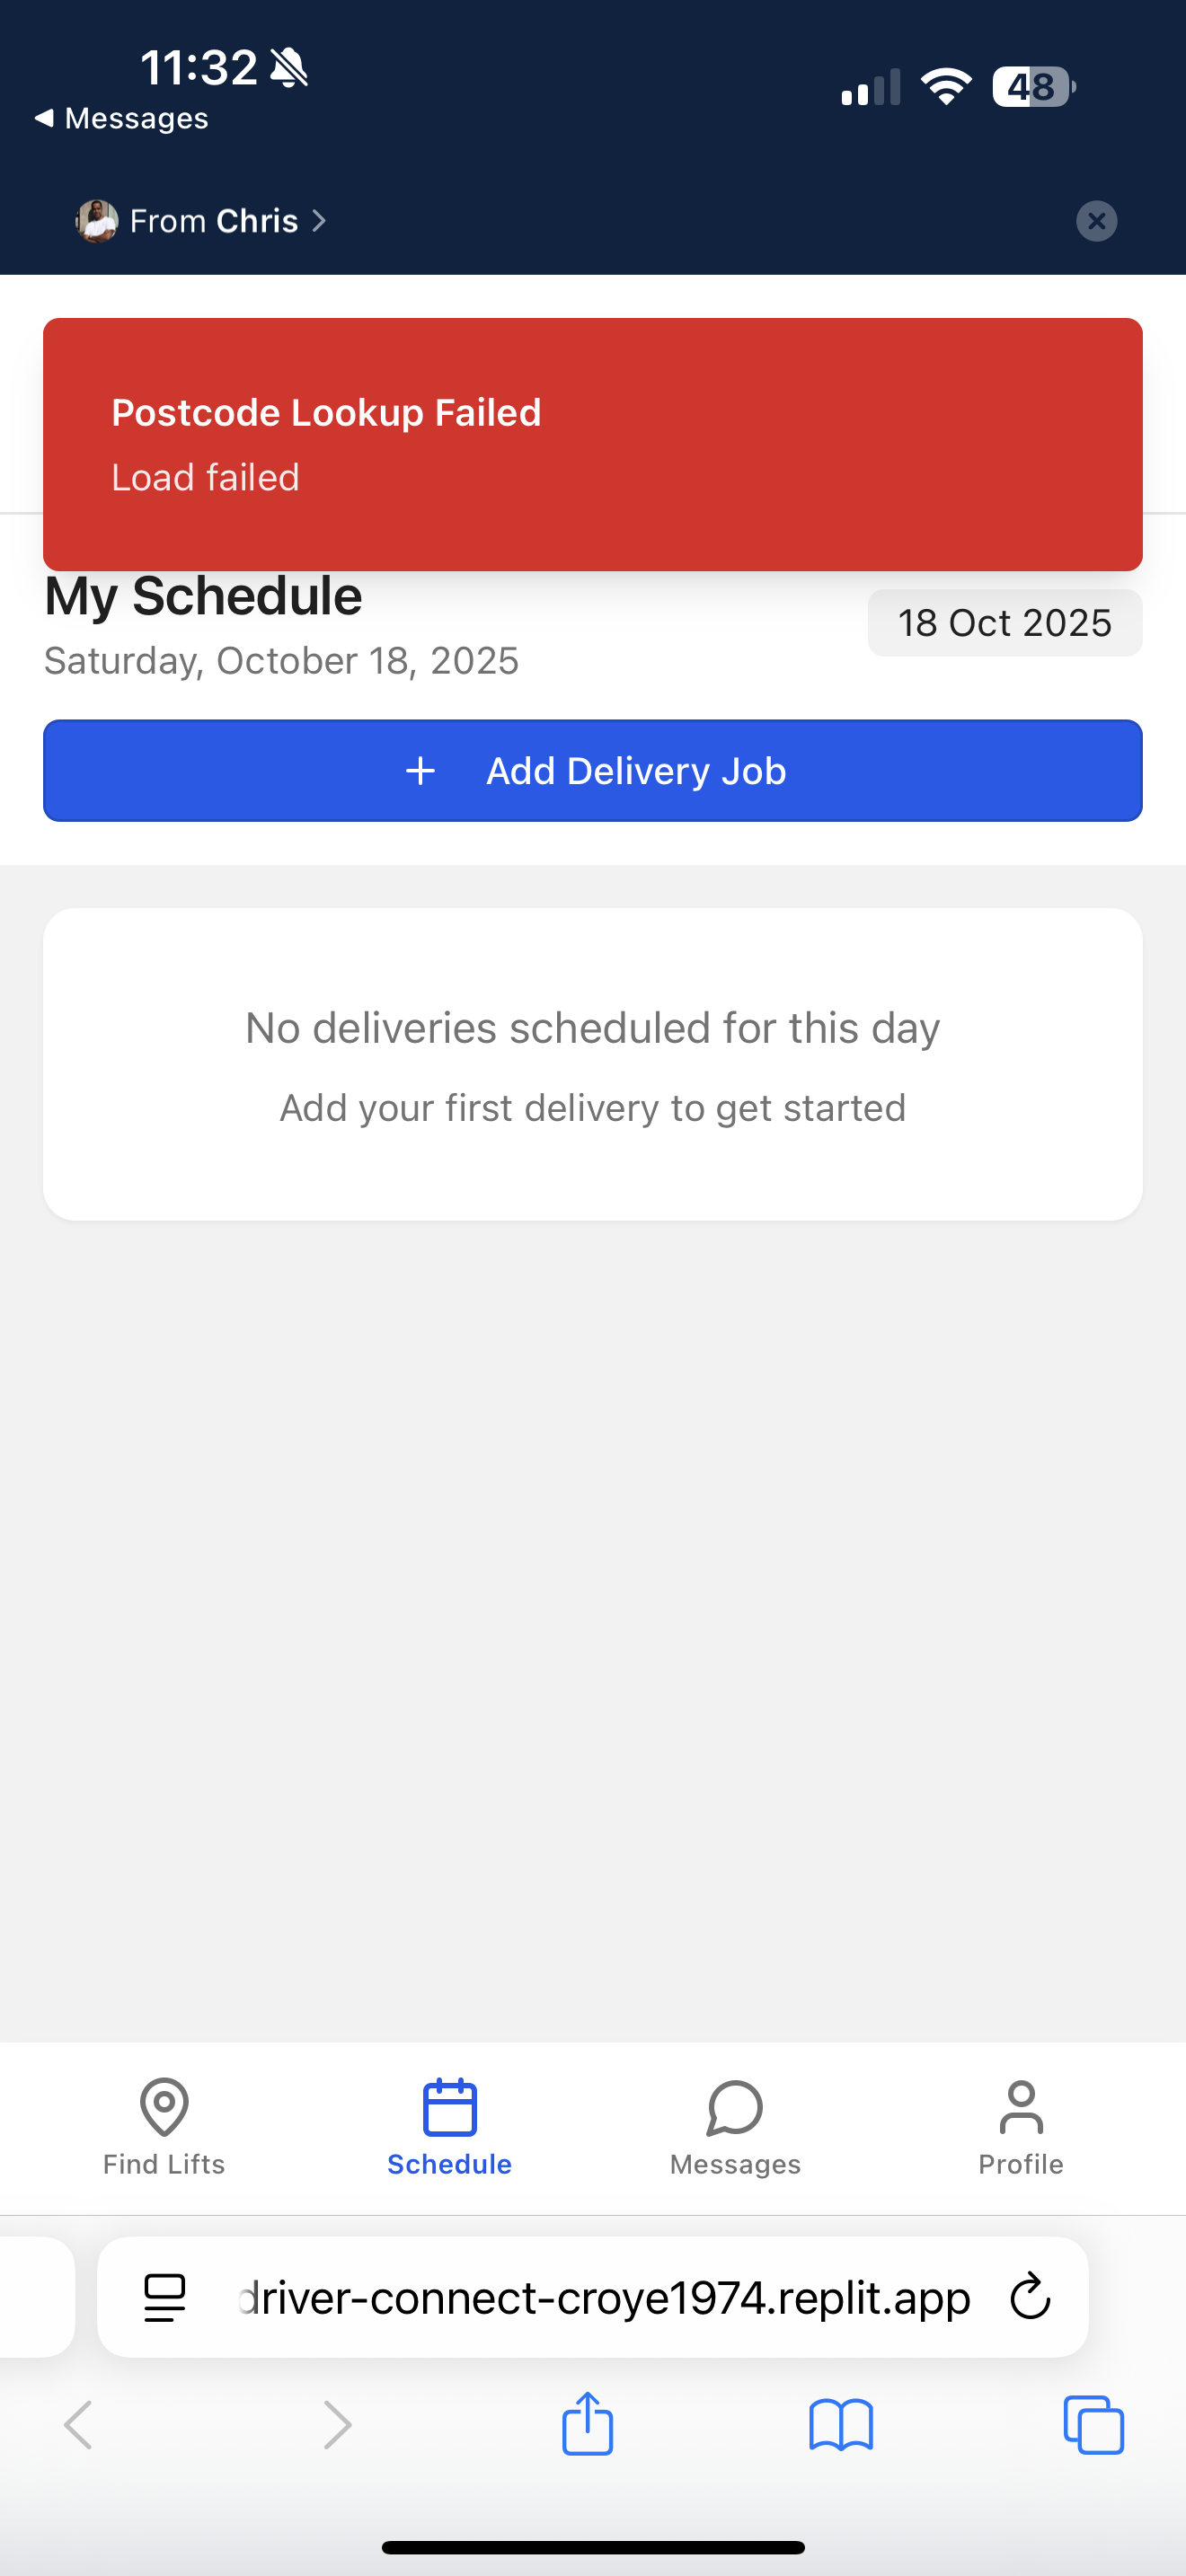 11:32
Messages
48
From Chris
Postcode Lookup Failed
Load failed
My Schedule
18 Oct 2025
Saturday, October 18, 2025
+ Add Delivery Job
No deliveries scheduled for this day
Add your first delivery to get started
Find Lifts
Schedule
Messages
Profile
driver-connect-croye1974.replit.app